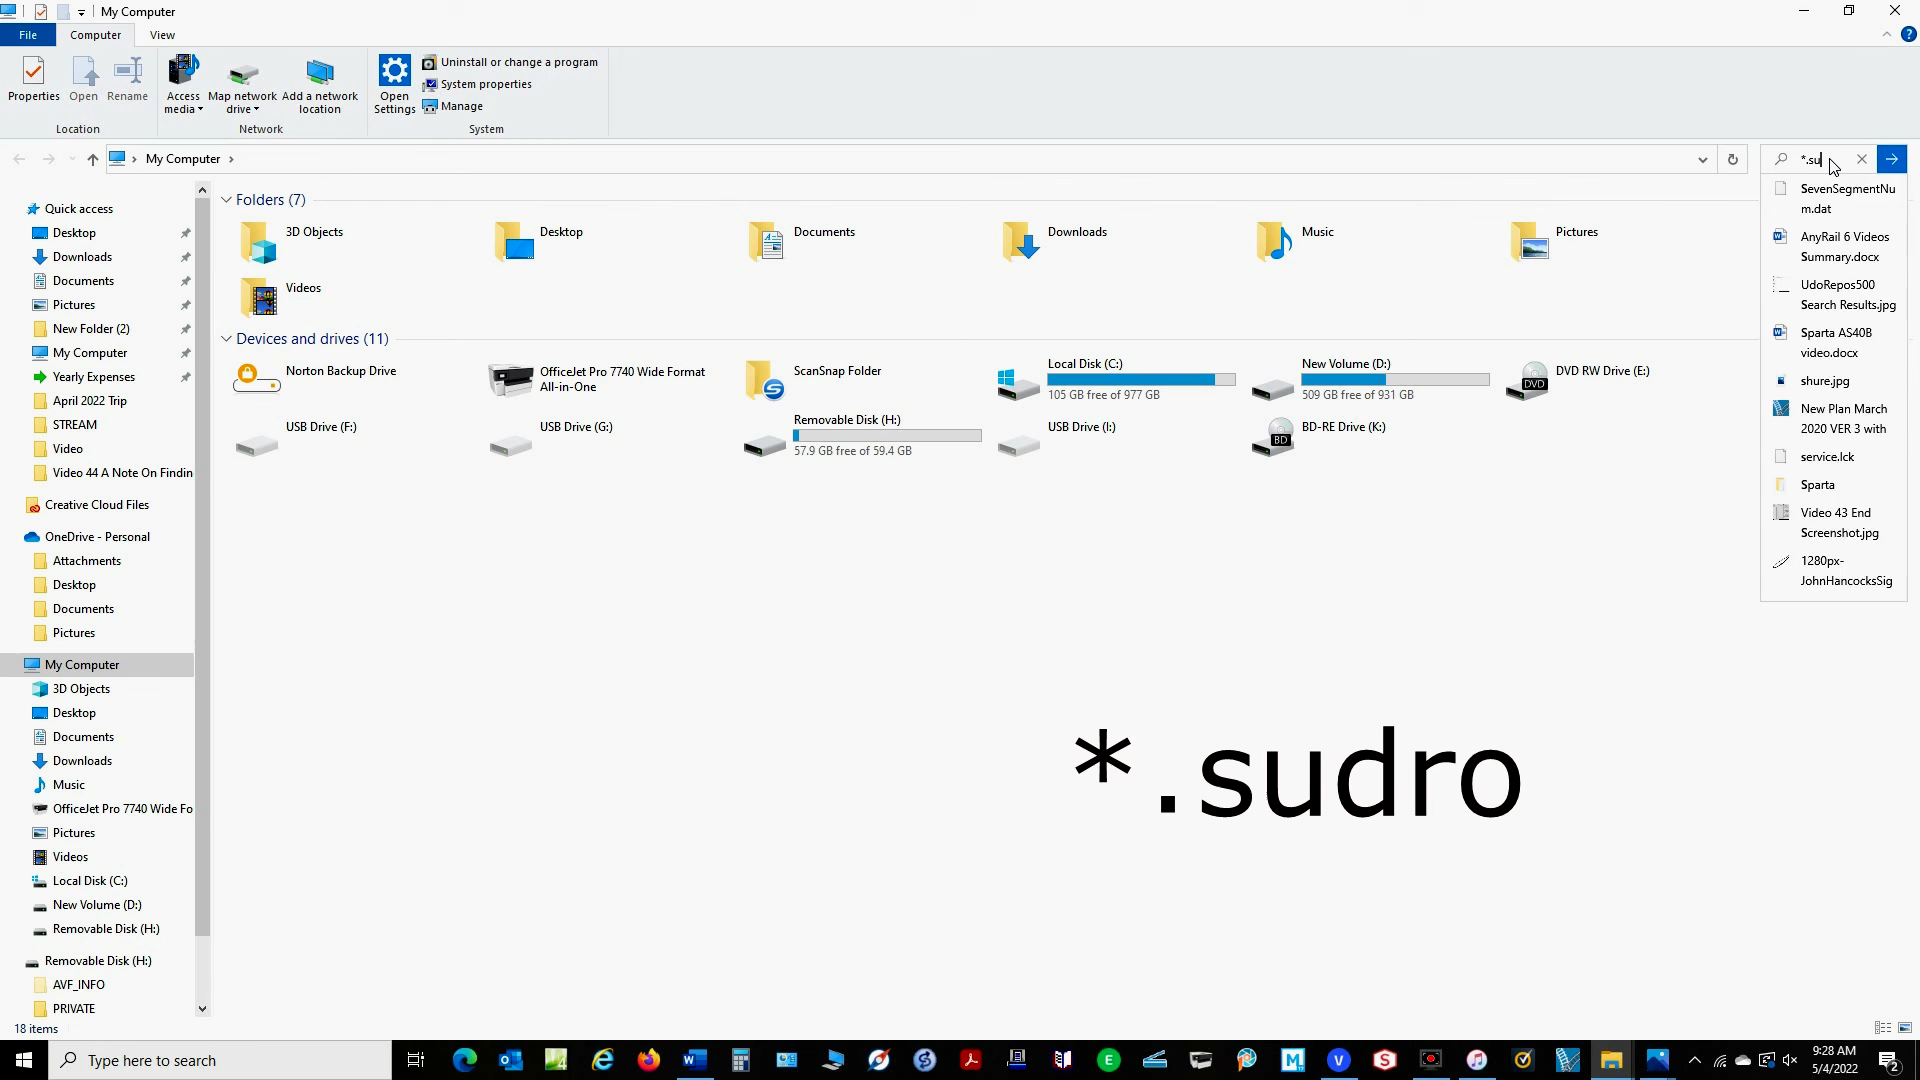 My Computer
File
Computer
View
Properties
Open
Rename
Location
Access
media
Map network
drive
Add a network
location
Network
Open
Settings
Uninstall or change a program
System properties
Manage
System
My Computer
*.su
SevenSegmentNu
m.dat
AnyRail 6 Videos
Summary.docx
UdoRepos500
Search Results.jpg
Sparta AS40B
video.docx
shure.jpg
New Plan March
2020 VER 3 with
service.lck
Sparta
Video 43 End
Screenshot.jpg
1280px-
JohnHancocksSig
Quick access
Desktop
Downloads
Documents
Pictures
New Folder (2)
My Computer
Yearly Expenses
April 2022 Trip
STREAM
Video
Video 44 A Note On Findin
Creative Cloud Files
OneDrive - Personal
Attachments
Desktop
Documents
Pictures
My Computer
3D Objects
Desktop
Documents
Downloads
Music
OfficeJet Pro 7740 Wide Fo
Pictures
Videos
Local Disk (C:)
New Volume (D:)
Removable Disk (H:)
Removable Disk (H:)
AVF_INFO
PRIVATE
18 items
Folders (7)
3D Objects
Desktop
Documents
Downloads
Music
Pictures
Videos
Devices and drives (11)
Norton Backup Drive
OfficeJet Pro 7740 Wide Format
All-in-One
ScanSnap Folder
Local Disk (C:)
105 GB free of 977 GB
New Volume (D:)
509 GB free of 931 GB
DVD RW Drive (E:)
USB Drive (F:)
USB Drive (G:)
Removable Disk (H:)
57.9 GB free of 59.4 GB
USB Drive (I:)
BD-RE Drive (K:)
*.sudro
Type here to search
9:28 AM
5/4/2022
2